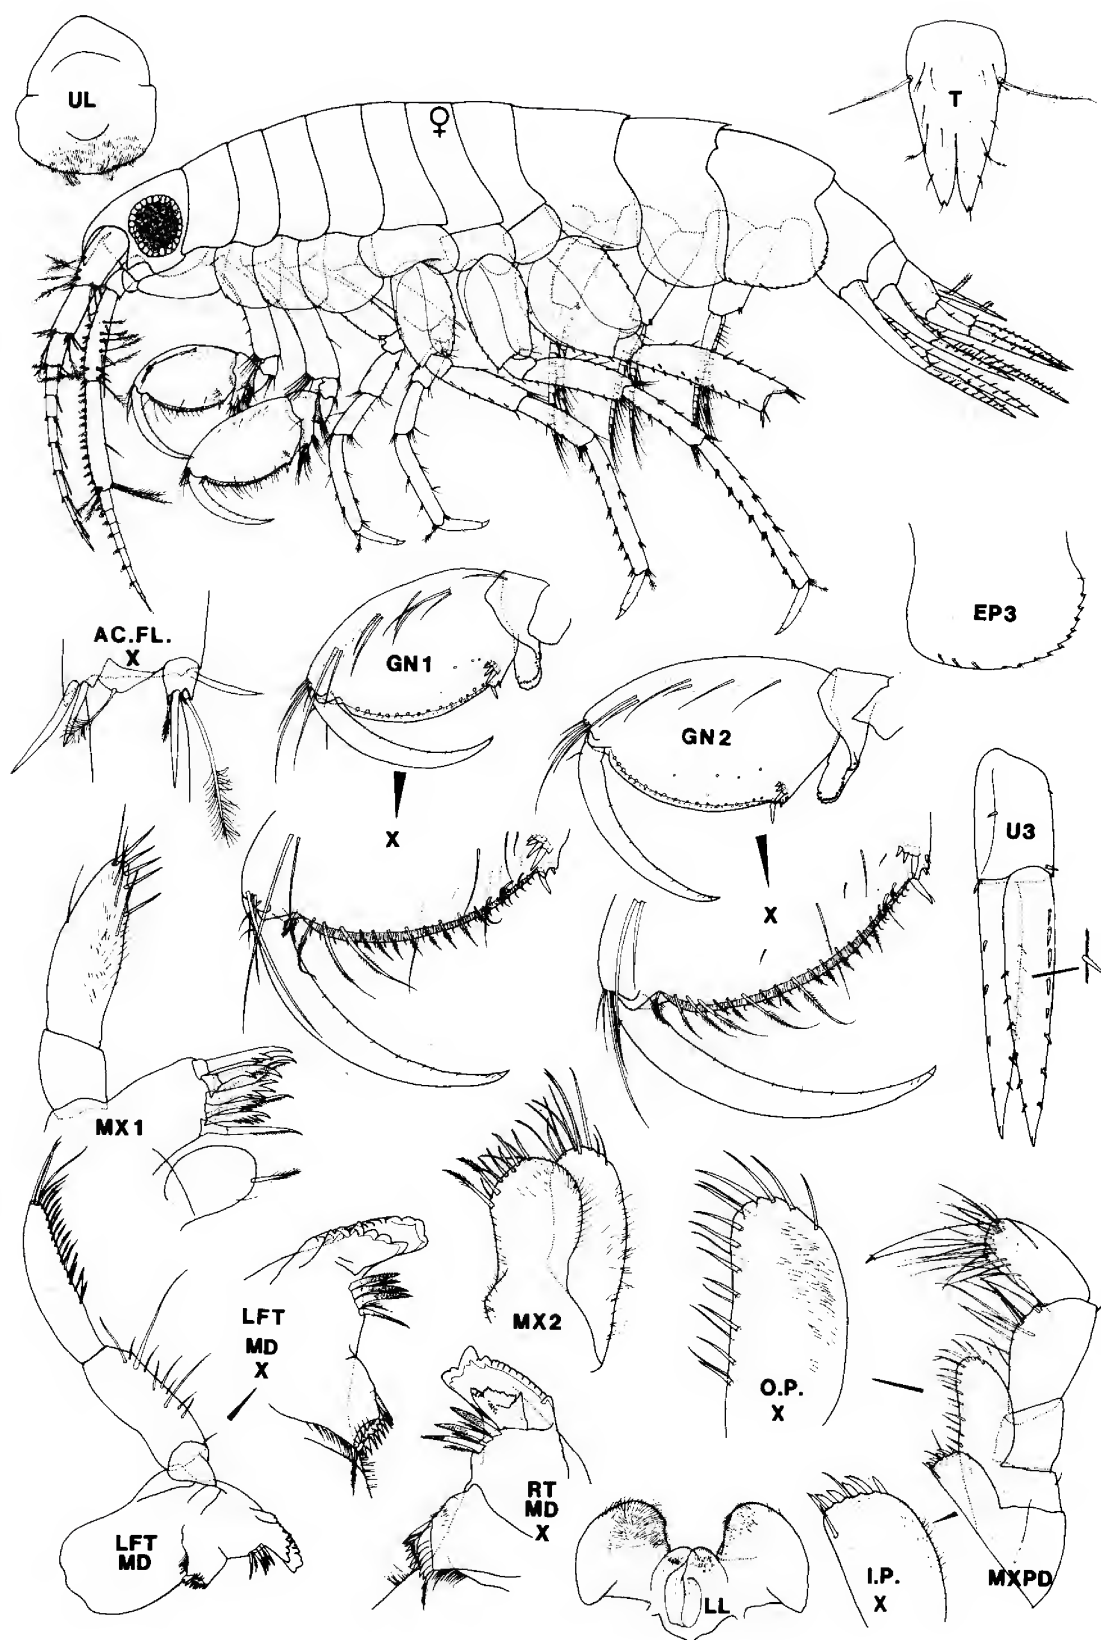 UL
♀
T
EP3
AC.FL.
X
GN1
X
GN2
X
U3
MX1
MX2
LFT
MD
X
O.P.
X
RT
MD
X
LFT
MD
LL
I.P.
X
MXPD